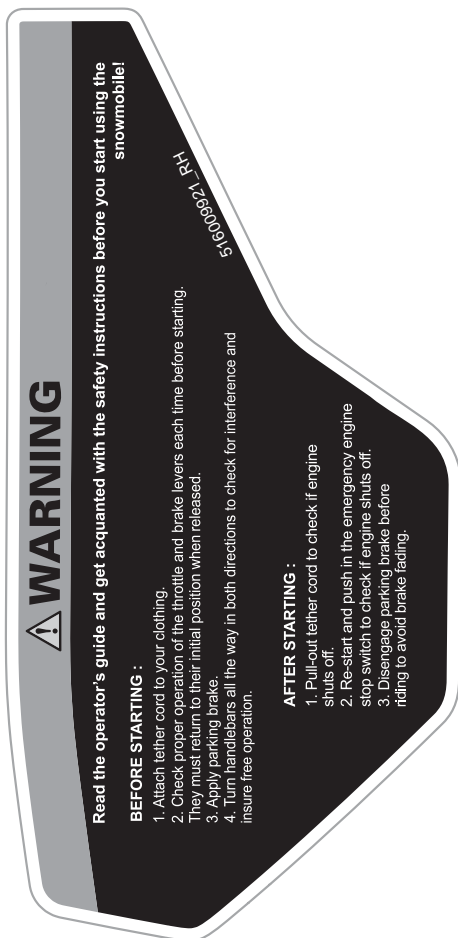 WARNING
Read the operator's guide and get acquanted with the safety instructions before you start using the
snowmobile!
BEFORE STARTING :
1. Attach tether cord to your clothing.
2. Check proper operation of the throttle and brake levers each time before starting.
They must return to their initial position when released.
3. Apply parking brake.
4. Turn handlebars all the way in both directions to check for interference and
insure free operation.
516009921_RH
AFTER STARTING :
1. Pull-out tether cord to check if engine
shuts off.
2. Re-start and push in the emergency engine
stop switch to check if engine shuts off.
3. Disengage parking brake before
riding to avoid brake fading.